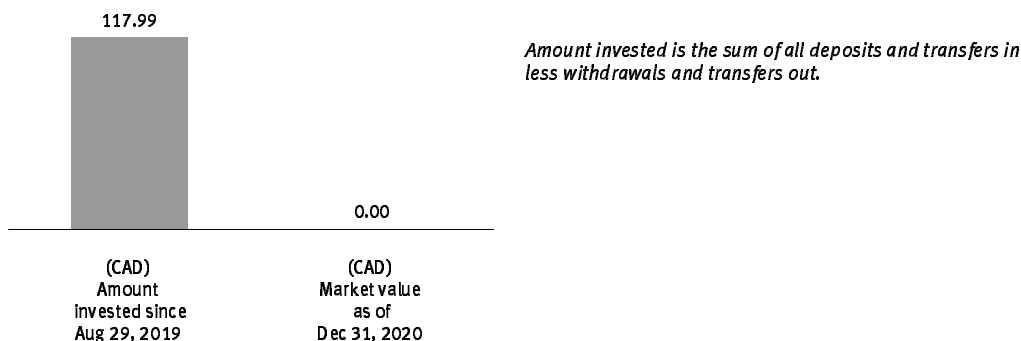 117.99
Amount invested is the sum of all deposits and transfers in
less withdrawals and transfers out.
0.00
(CAD)
Amount
invested since
Aug 29, 2019
(CAD)
Market value
as of
Dec 31, 2020